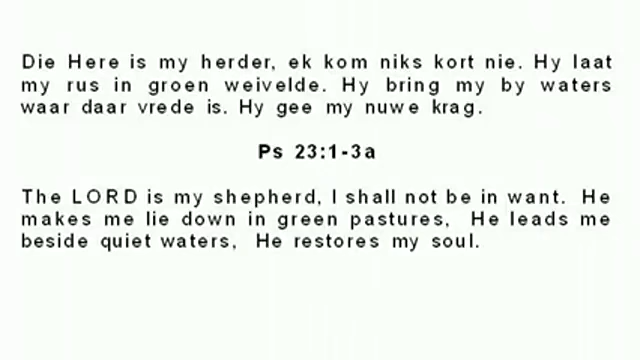 Die Here is my herder, ek kom niks kort nie. Hy laat
my rus in groen weivelde. Hy bring my by waters
waar daar vrede is. Hy gee my nuwe krag.
Ps 23:1-3a
The LORD is my shepherd, I shall not be in want. He
makes me lie down in green pastures, He leads me
beside quiet waters, He restores my soul.